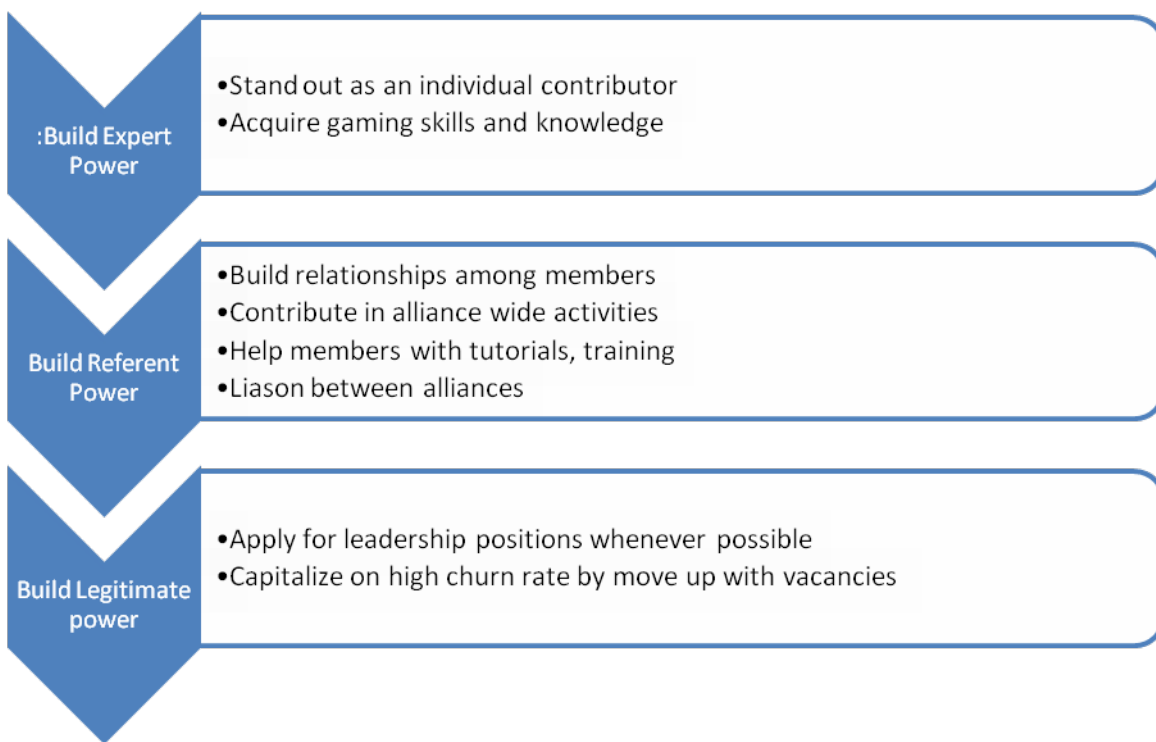 :Build Expert
Power
•Stand out as an individual contributor
•Acquire gaming skills and knowledge
Build Referent
Power
•Build relationships among members
•Contribute in alliance wide activities
•Help members with tutorials, training
•Liason between alliances
Build Legitimate
power
•Apply for leadership positions whenever possible
•Capitalize on high churn rate by move up with vacancies